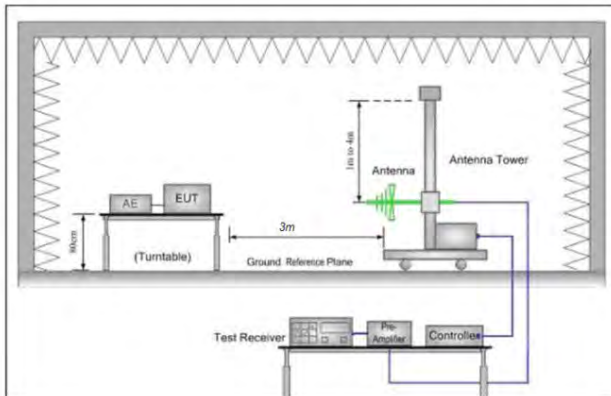 1m to 4m
Antenna
Antenna Tower
AE
EUT
80cm
3m
(Turntable)
Ground Reference Plane
Test Receiver
Pre-
Amplifier
Controller